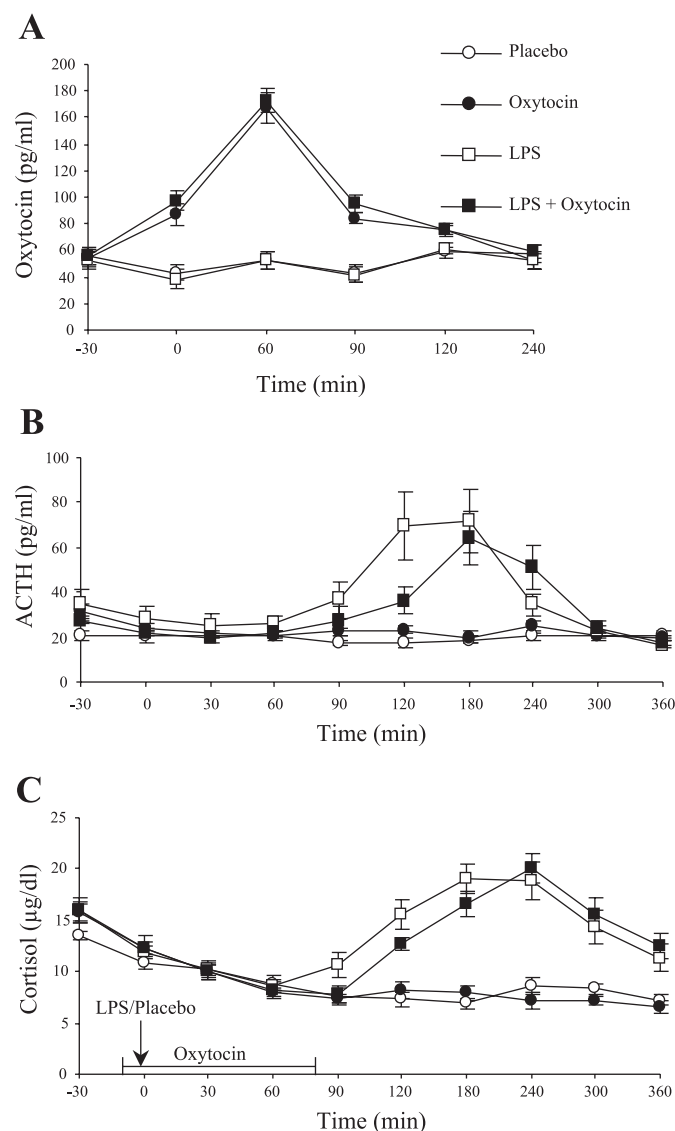 A
Placebo
Oxytocin
LPS
LPS + Oxytocin
Oxytocin (pg/ml)
200
180
160
140
120
100
80
60
40
20
0
-30 0 60 90 120 240
Time (min)
B
ACTH (pg/ml)
100
80
60
40
20
0
-30 0 30 60 90 120 180 240 300 360
Time (min)
C
Cortisol (µg/dl)
25
20
15
10
5
0
LPS/Placebo
Oxytocin
-30 0 30 60 90 120 180 240 300 360
Time (min)